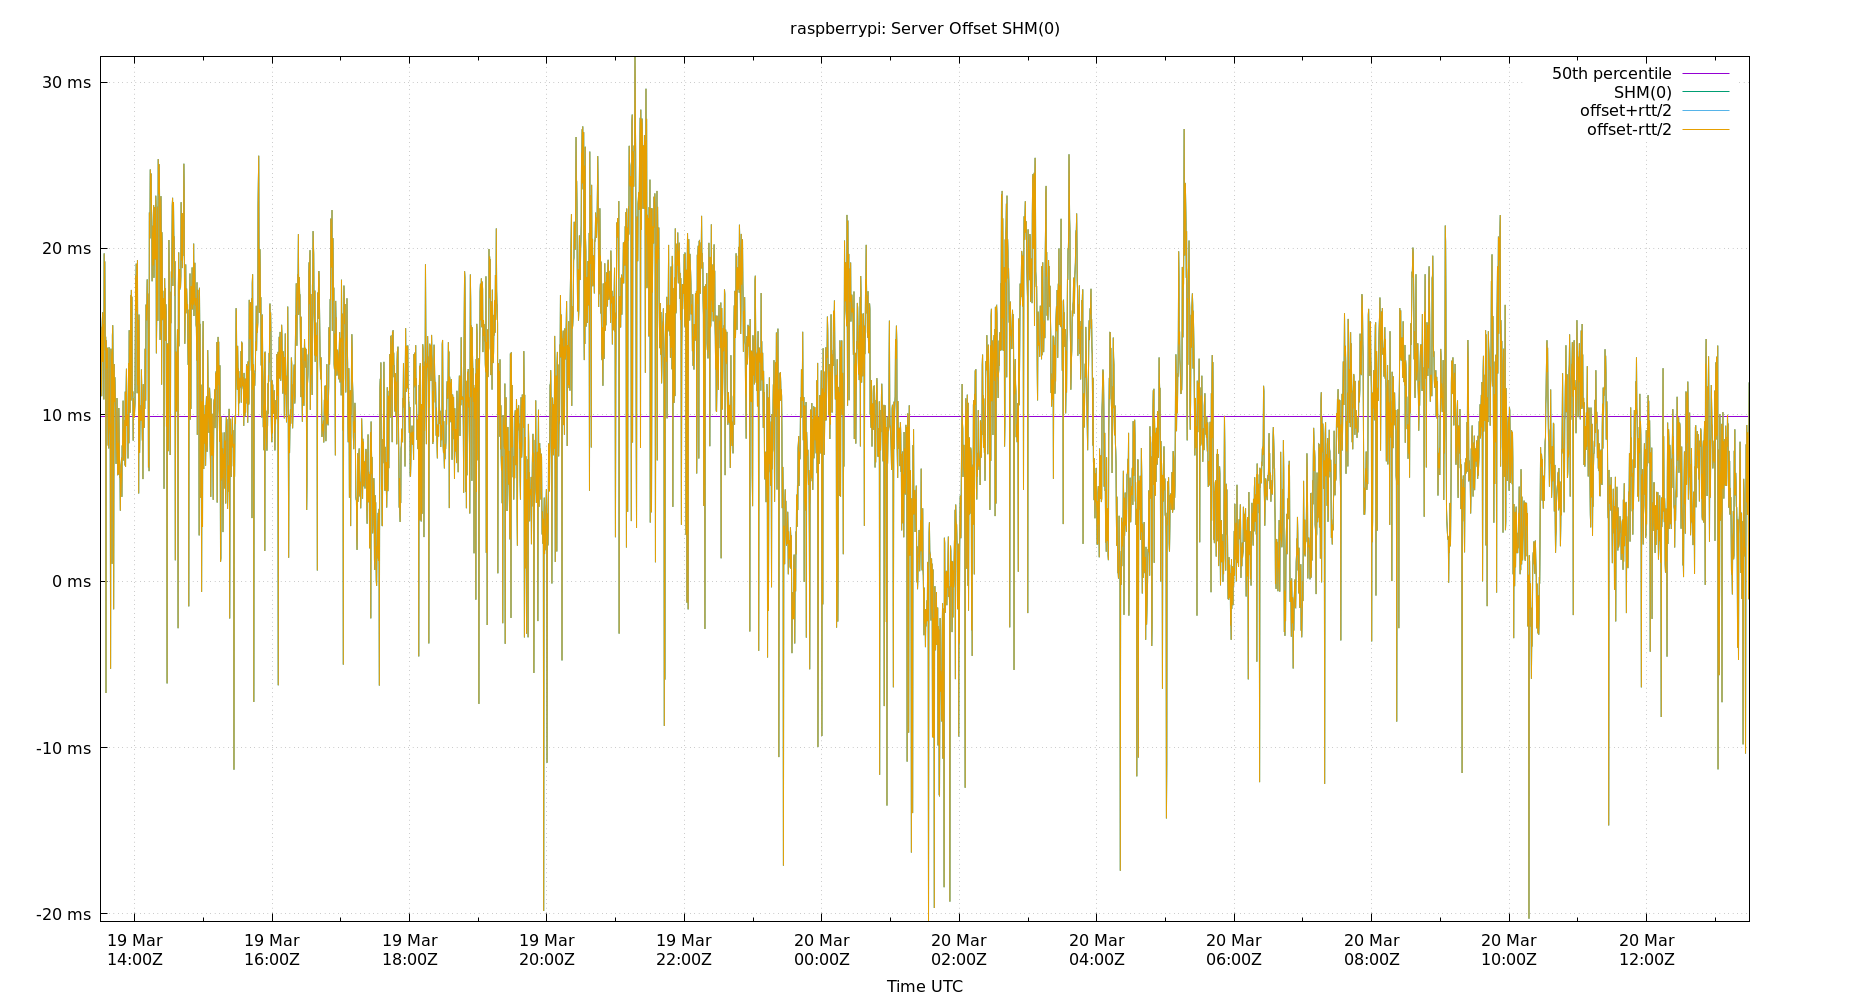 raspberrypi: Server Offset SHM(0)
50th percentile
SHM(0)
offset+rtt/2
offset-rtt/2
30 ms
20 ms
10 ms
0 ms
-10 ms
-20 ms
19 Mar 19 Mar 19 Mar 19 Mar 19 Mar 20 Mar 20 Mar 20 Mar 20 Mar 20 Mar 20 Mar 20 Mar
14:00Z 16:00Z 18:00Z 20:00Z 22:00Z 00:00Z 02:00Z 04:00Z 06:00Z 08:00Z 10:00Z 12:00Z
Time UTC